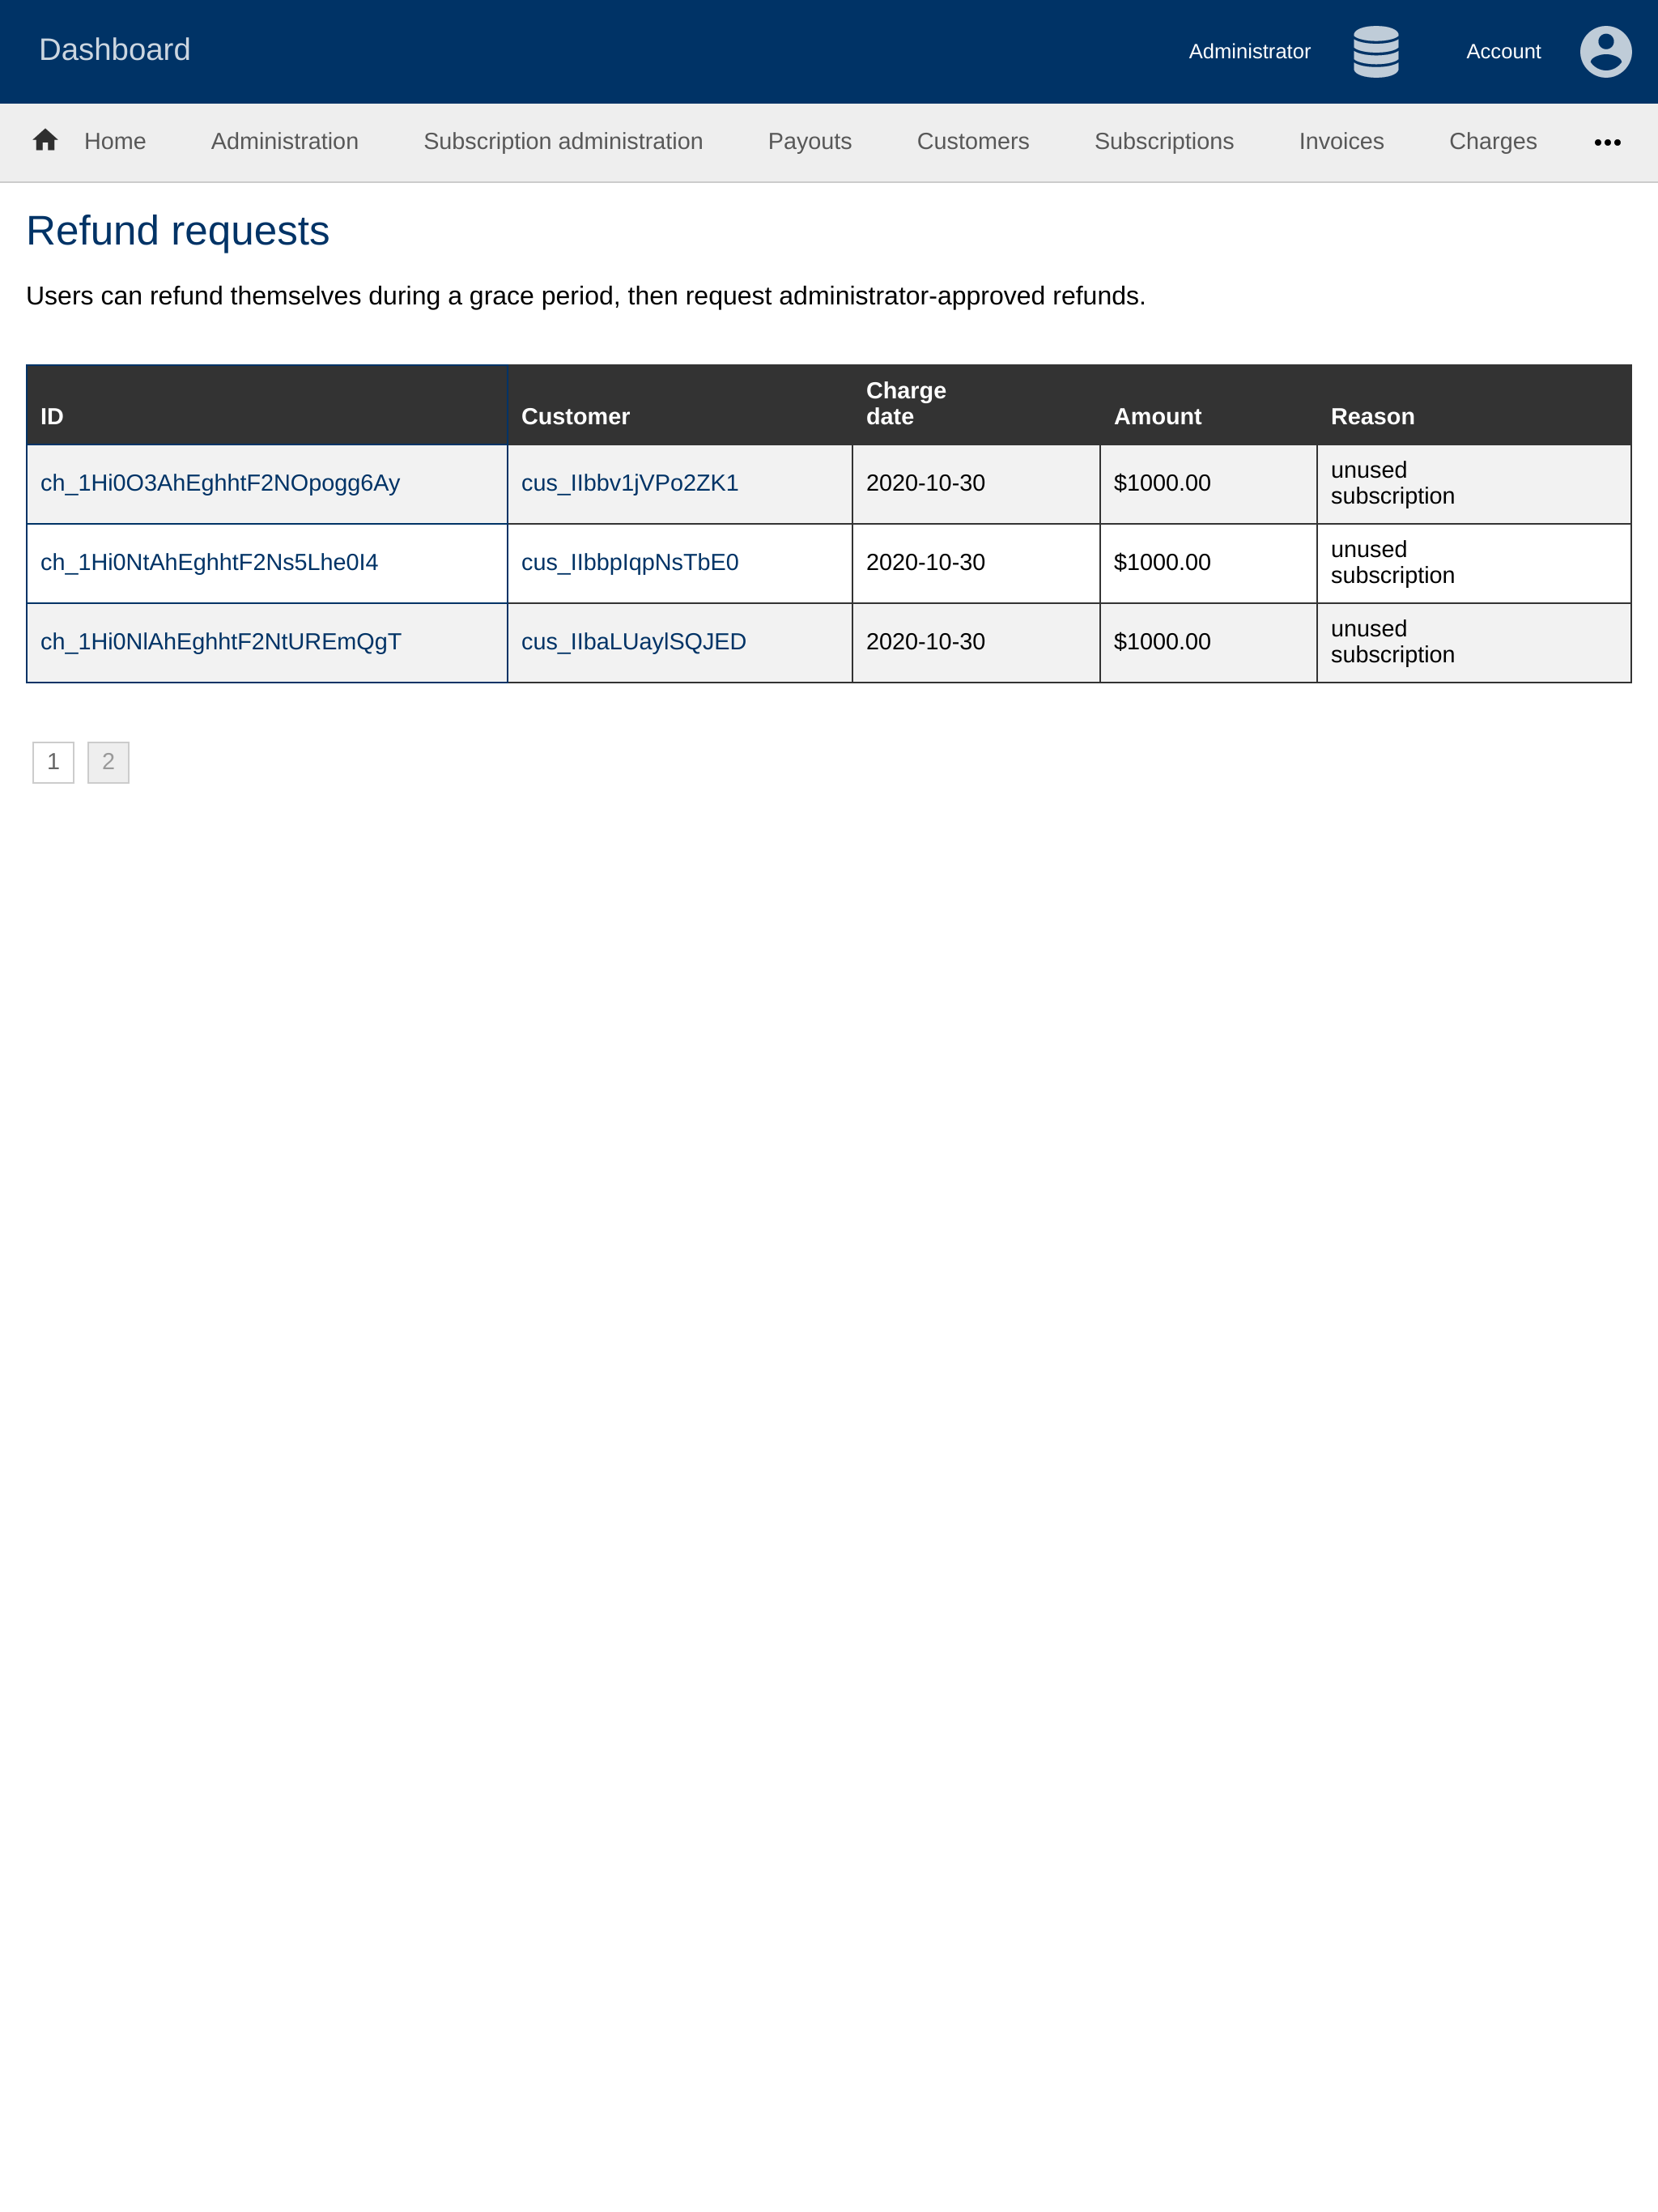 Dashboard
Administrator
Account
Home Administration Subscription administration Payouts Customers Subscriptions Invoices Charges •••
Refund requests
Users can refund themselves during a grace period, then request administrator-approved refunds.
ID Customer Charge date Amount Reason
ch_1Hi0O3AhEghhtF2NOpogg6Ay cus_IIbbv1jVPo2ZK1 2020-10-30 $1000.00 unused subscription
ch_1Hi0NtAhEghhtF2Ns5Lhe0I4 cus_IIbbpIqpNsTbE0 2020-10-30 $1000.00 unused subscription
ch_1Hi0NlAhEghhtF2NtUREmQgT cus_IIbaLUaylSQJED 2020-10-30 $1000.00 unused subscription
1 2